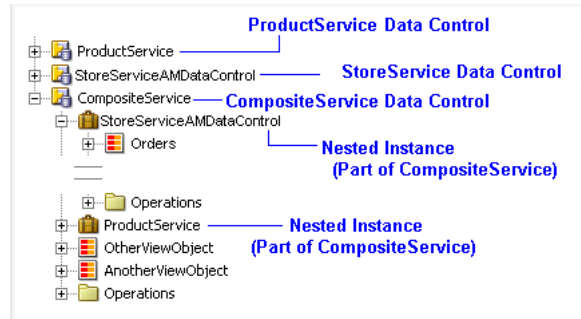 ProductService Data Control
ProductService
StoreServiceAMDataControl
StoreService Data Control
CompositeService
CompositeService Data Control
StoreServiceAMDataControl
Orders
Nested Instance
(Part of CompositeService)
Operations
ProductService
Nested Instance
OtherViewObject
(Part of CompositeService)
AnotherViewObject
Operations